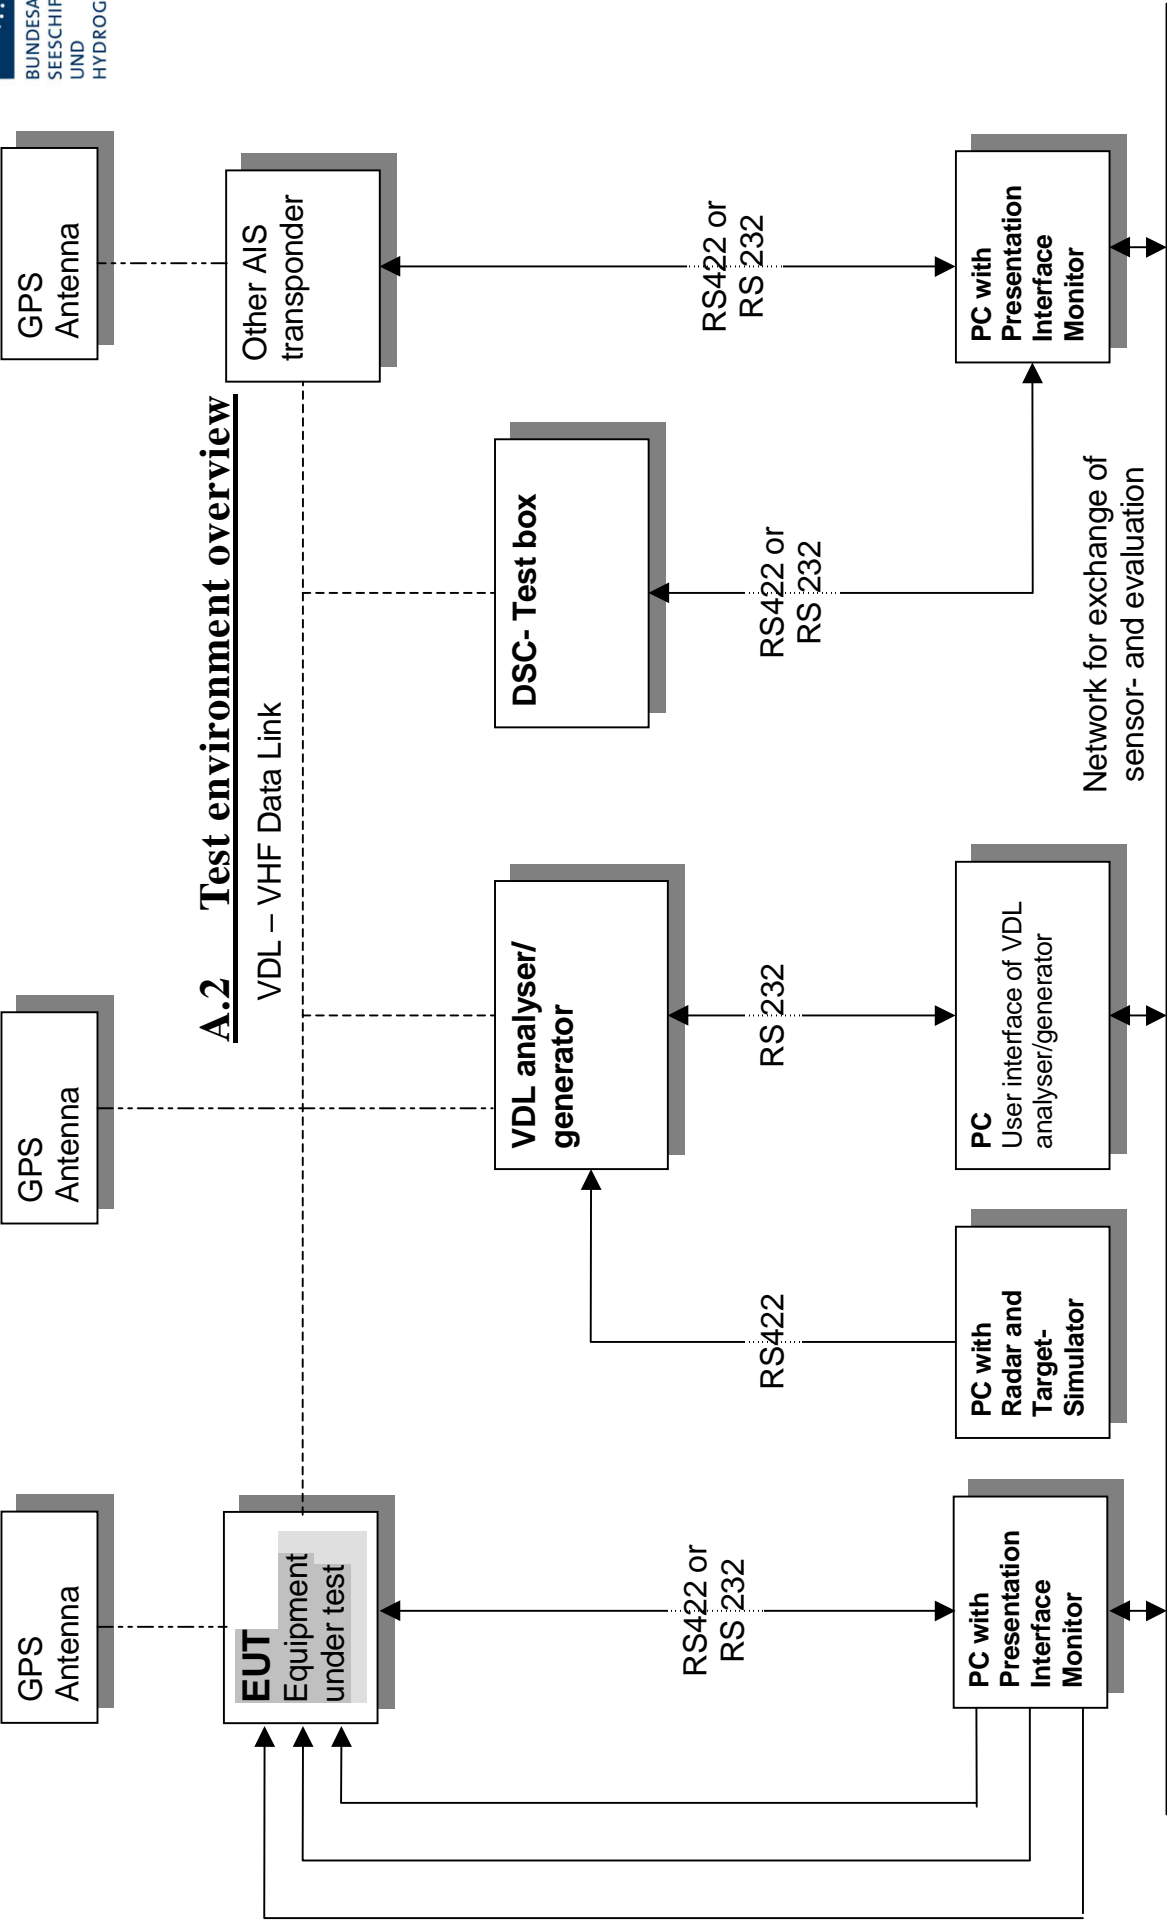 BUNDESA
SEESCHIF
UND
HYDROG
A.2 Test environment overview
VDL – VHF Data Link
GPS
Antenna
GPS
Antenna
GPS
Antenna
EUT
Equipment
under test
Other AIS
transponder
VDL analyser/
generator
DSC- Test box
RS422 or
RS 232
RS422
RS 232
RS422 or
RS 232
RS422 or
RS 232
PC with
Presentation
Interface
Monitor
PC with
Radar and
Target-
Simulator
PC
User interface of VDL
analyser/generator
PC with
Presentation
Interface
Monitor
Network for exchange of
sensor- and evaluation